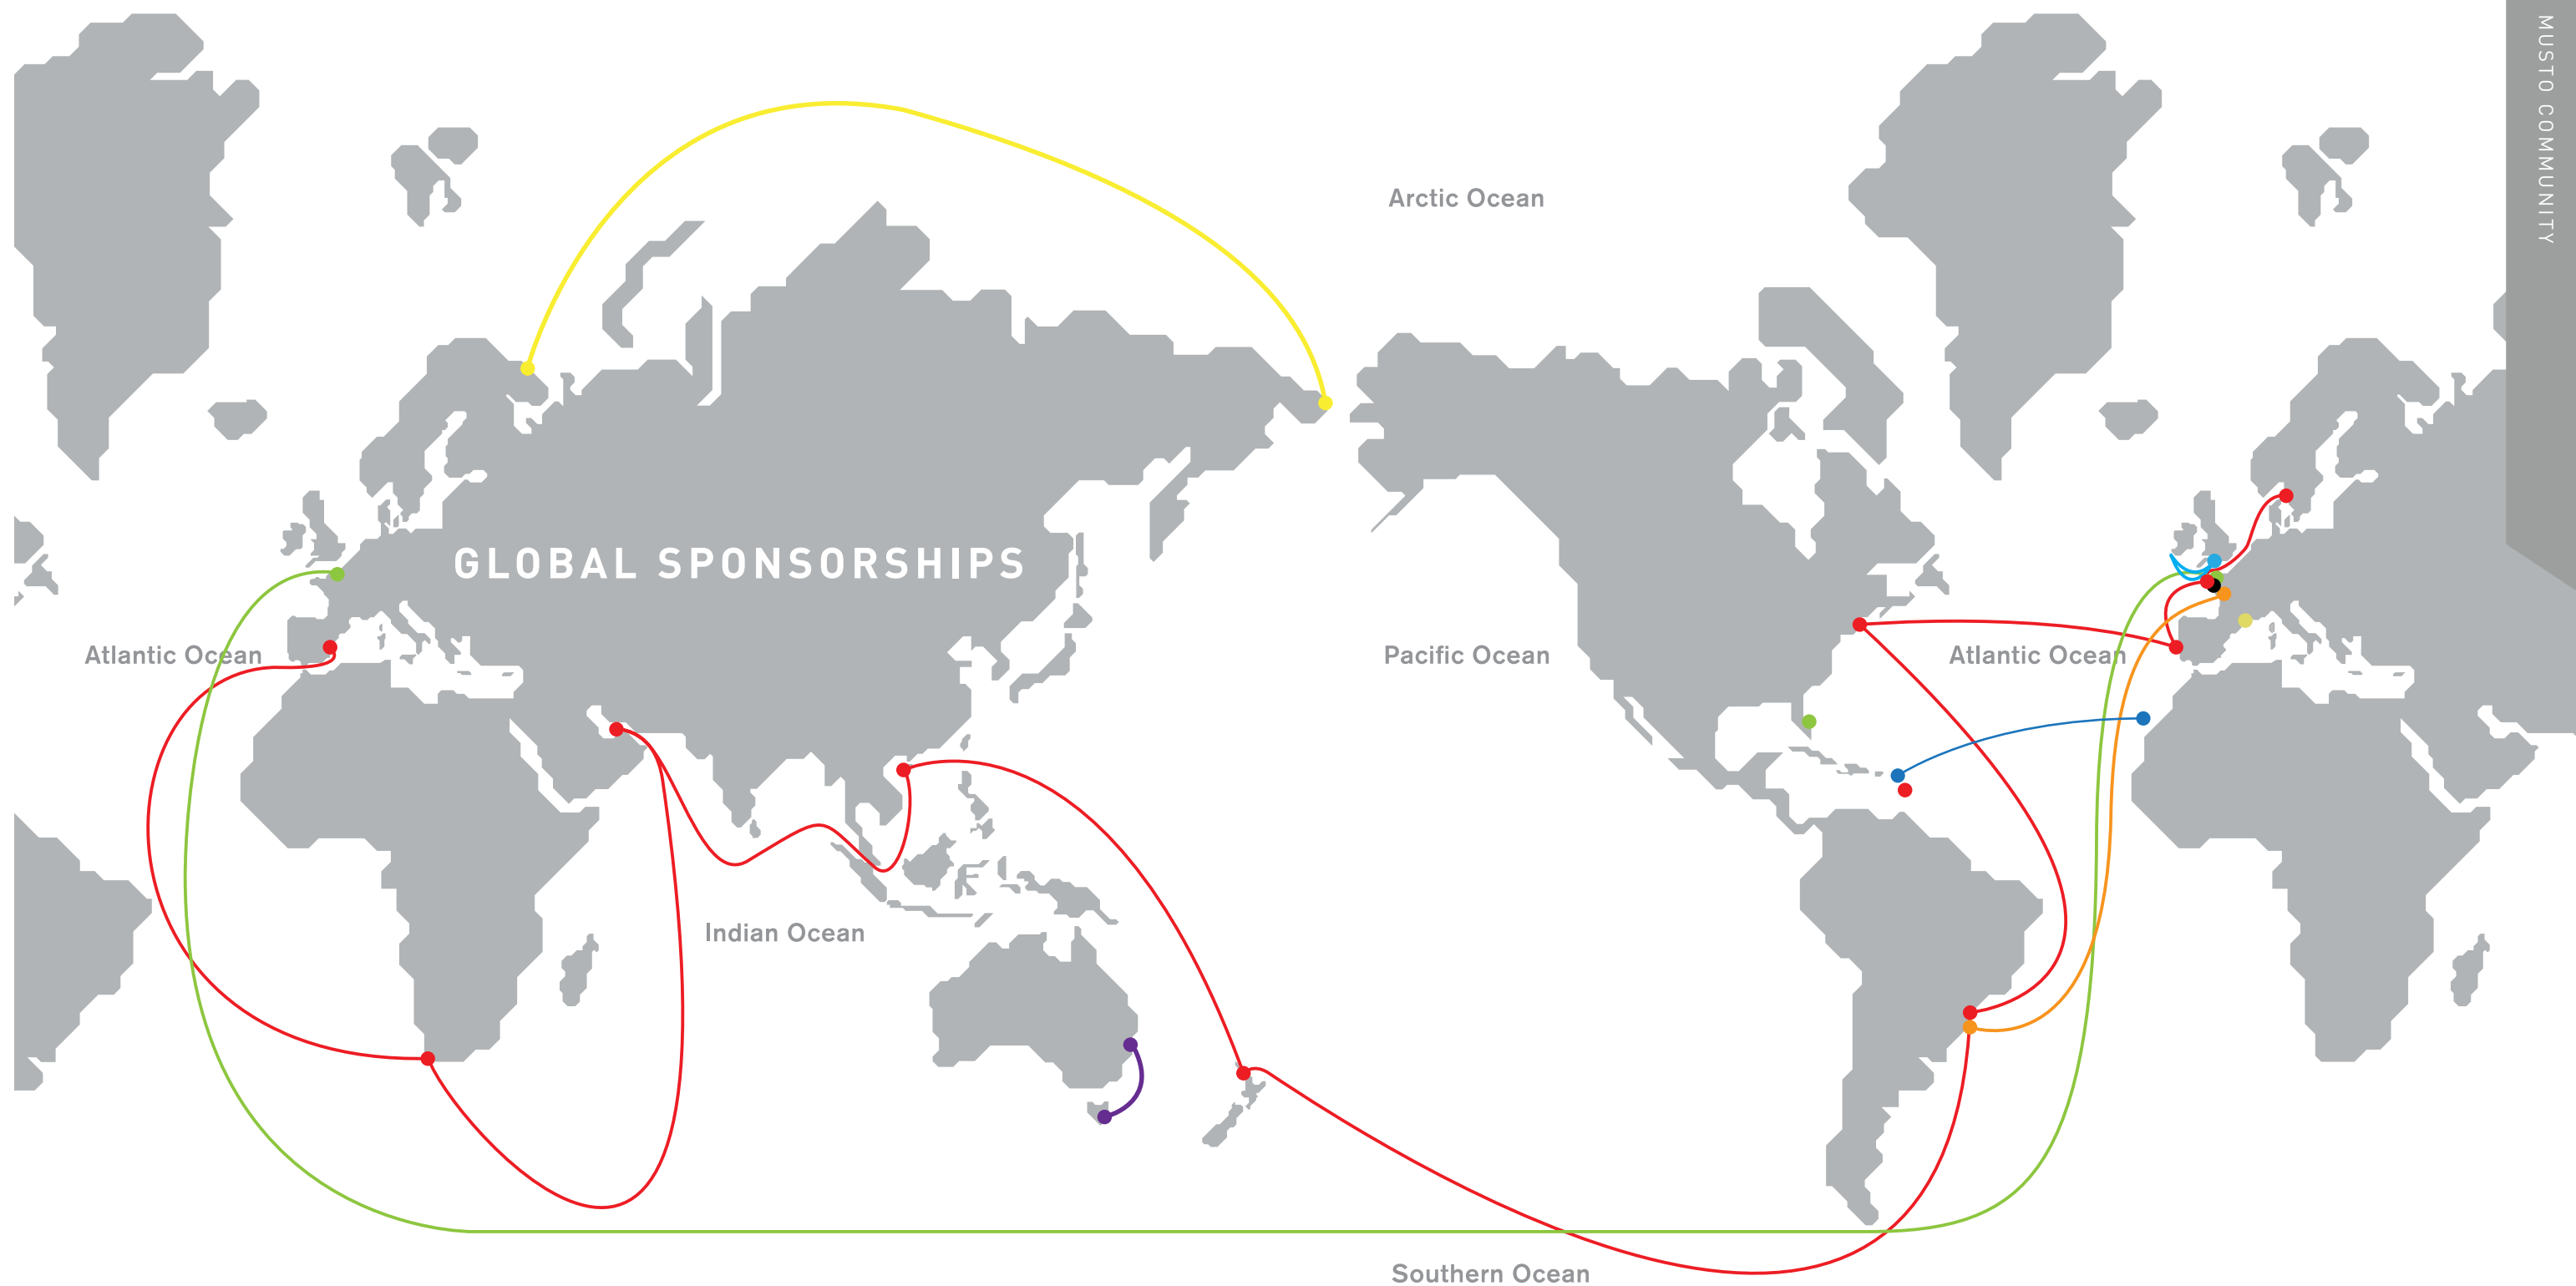 MUSTO COMMUNITY
Arctic Ocean
GLOBAL SPONSORSHIPS
Atlantic Ocean
Pacific Ocean
Atlantic Ocean
Indian Ocean
Southern Ocean